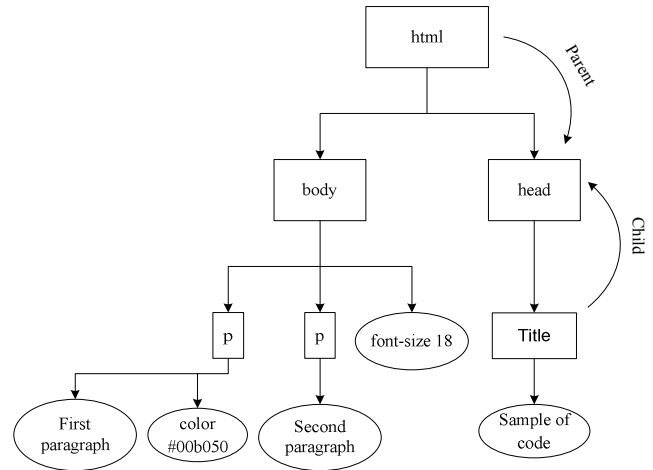 html
Parent
body
head
Child
p
p
font-size 18
Title
First
paragraph
color
#00b050
Second
paragraph
Sample of
code